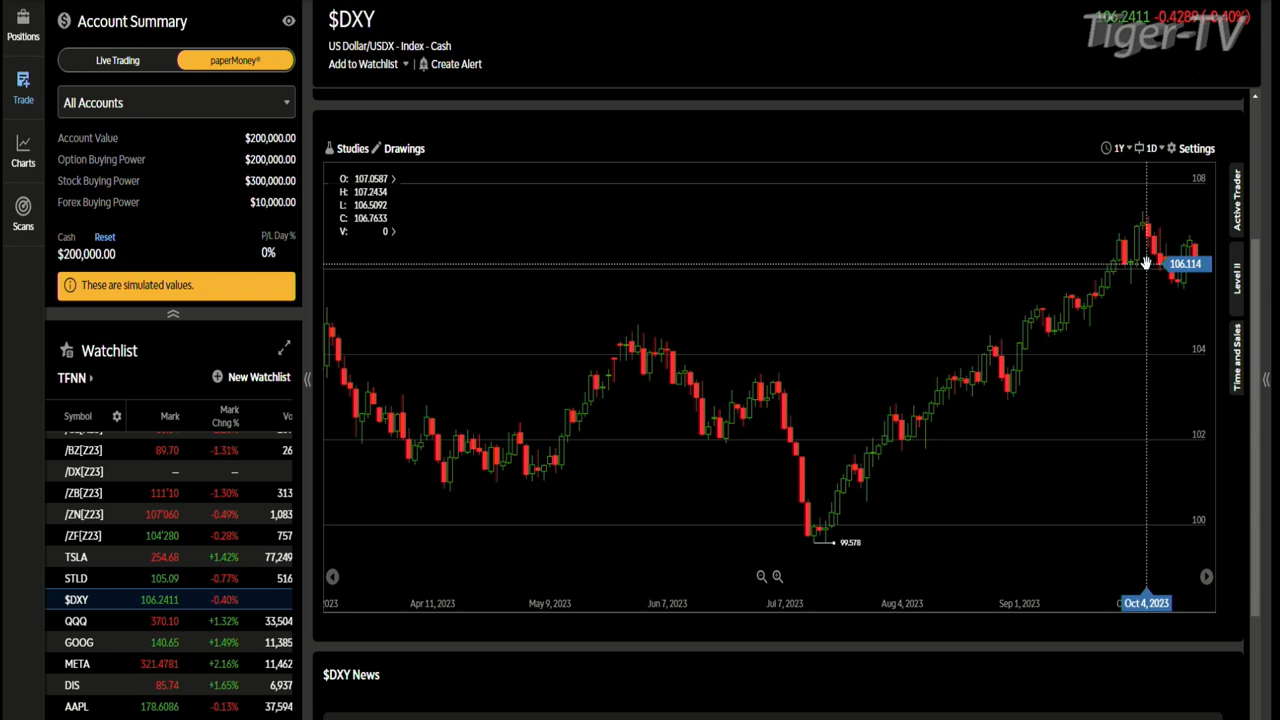 Positions
Trade
Charts
Scans
Account Summary
Live Trading
paperMoney®
All Accounts
Account Value $200,000.00
Option Buying Power $200,000.00
Stock Buying Power $300,000.00
Forex Buying Power $10,000.00
Cash Reset P/L Day %
$200,000.00 0%
These are simulated values.
Watchlist
TFNN
New Watchlist
Symbol Mark Mark Chng % Vo
/BZ[Z23] 89.70 -1.31% 26
/DX[Z23] — —
/ZB[Z23] 111'10 -1.30% 313
/ZN[Z23] 107'060 -0.49% 1,083
/ZF[Z23] 104'280 -0.28% 757
TSLA 254.68 +1.42% 77,249
STLD 105.09 -0.77% 516
$DXY 106.2411 -0.40%
QQQ 370.10 +1.32% 33,504
GOOG 140.65 +1.49% 11,385
META 321.4781 +2.16% 11,462
DIS 85.74 +1.65% 6,937
AAPL 178.6086 -0.13% 37,594
$DXY
106.2411 -0.4289 (-0.40%)
Tiger-TV
US Dollar/USDX - Index - Cash
Add to Watchlist | Create Alert
Studies Drawings
1Y 1D Settings
O: 107.0587
H: 107.2434
L: 106.5092
C: 106.7633
V: 0
108
106.114
104
102
100
99.578
2023 Apr 11, 2023 May 9, 2023 Jun 7, 2023 Jul 7, 2023 Aug 4, 2023 Sep 1, 2023 Oct 4, 2023
Active Trader
Level II
Time and Sales
$DXY News